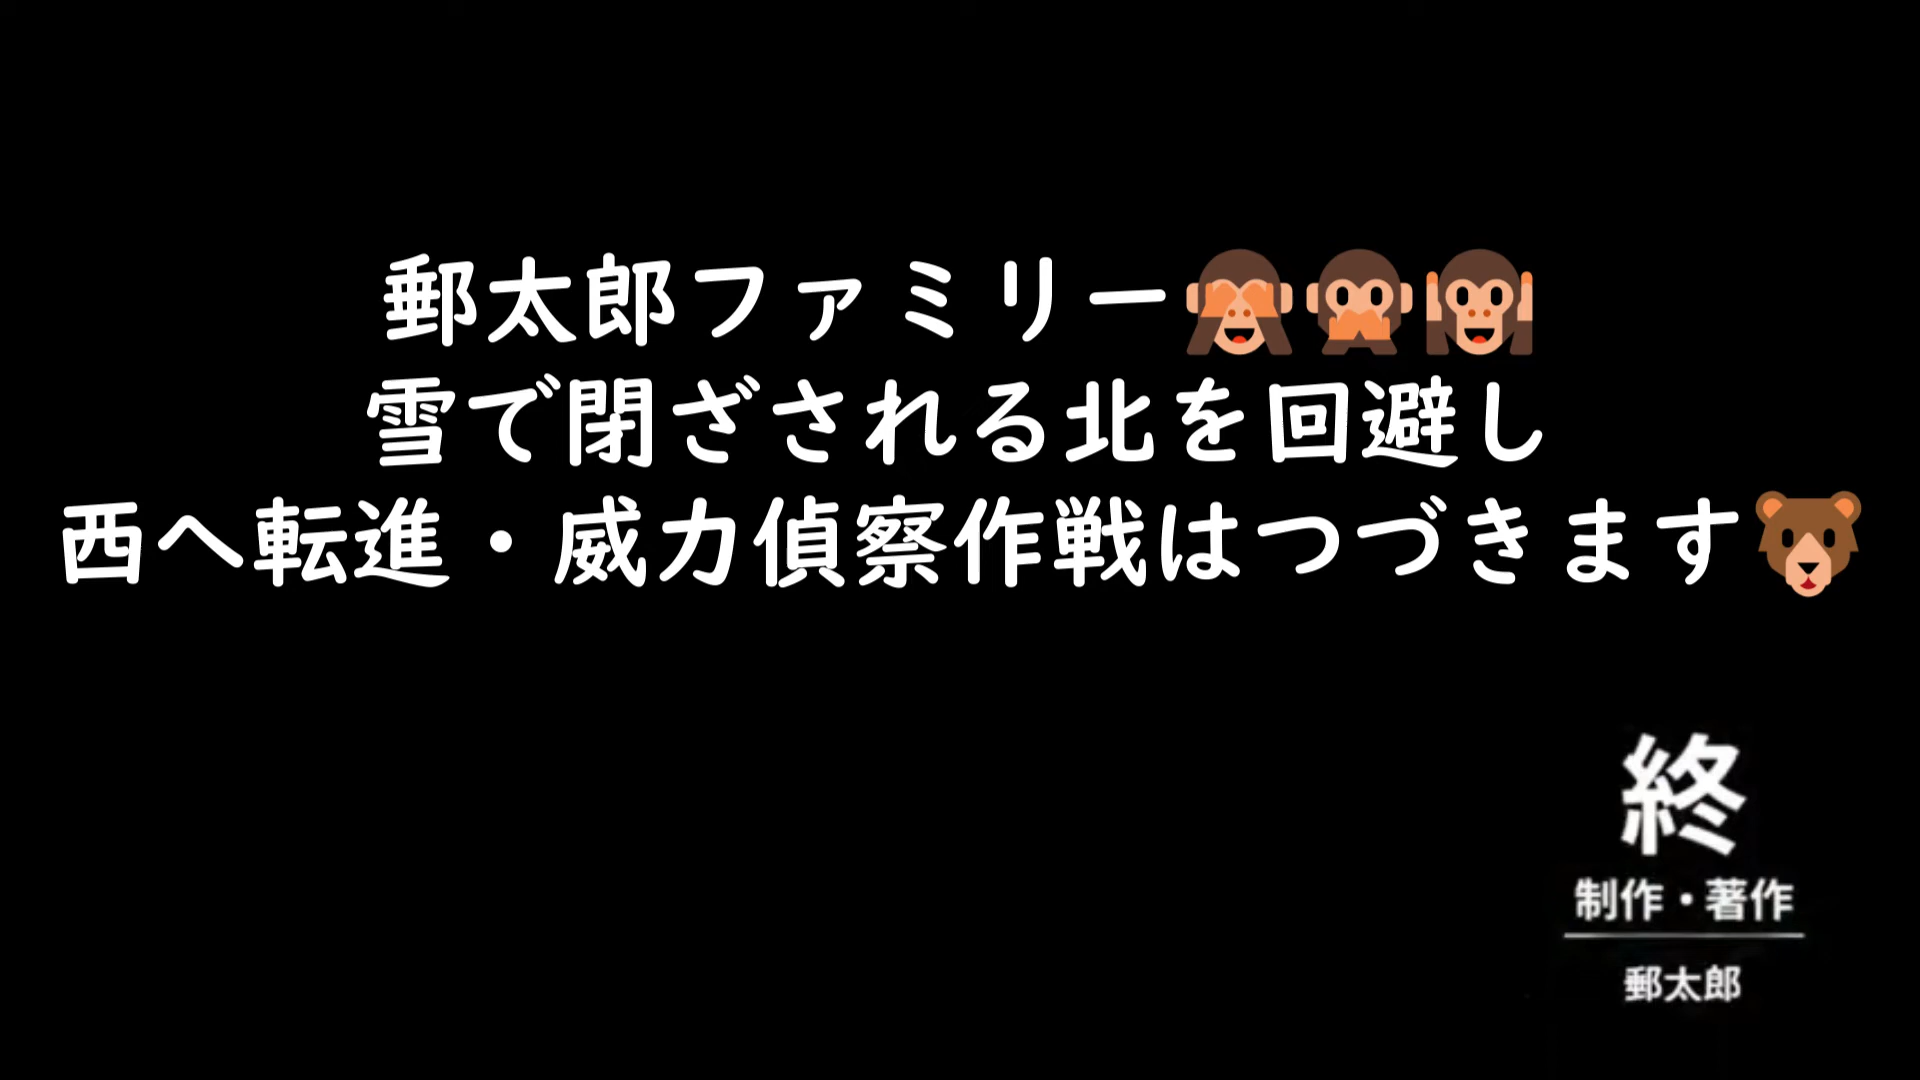 郵太郎ファミリー🙈🙊🙉
雪で閉ざされる北を回避し
西へ転進・威力偵察作戦はつづきます🐻
終
制作・著作
郵太郎